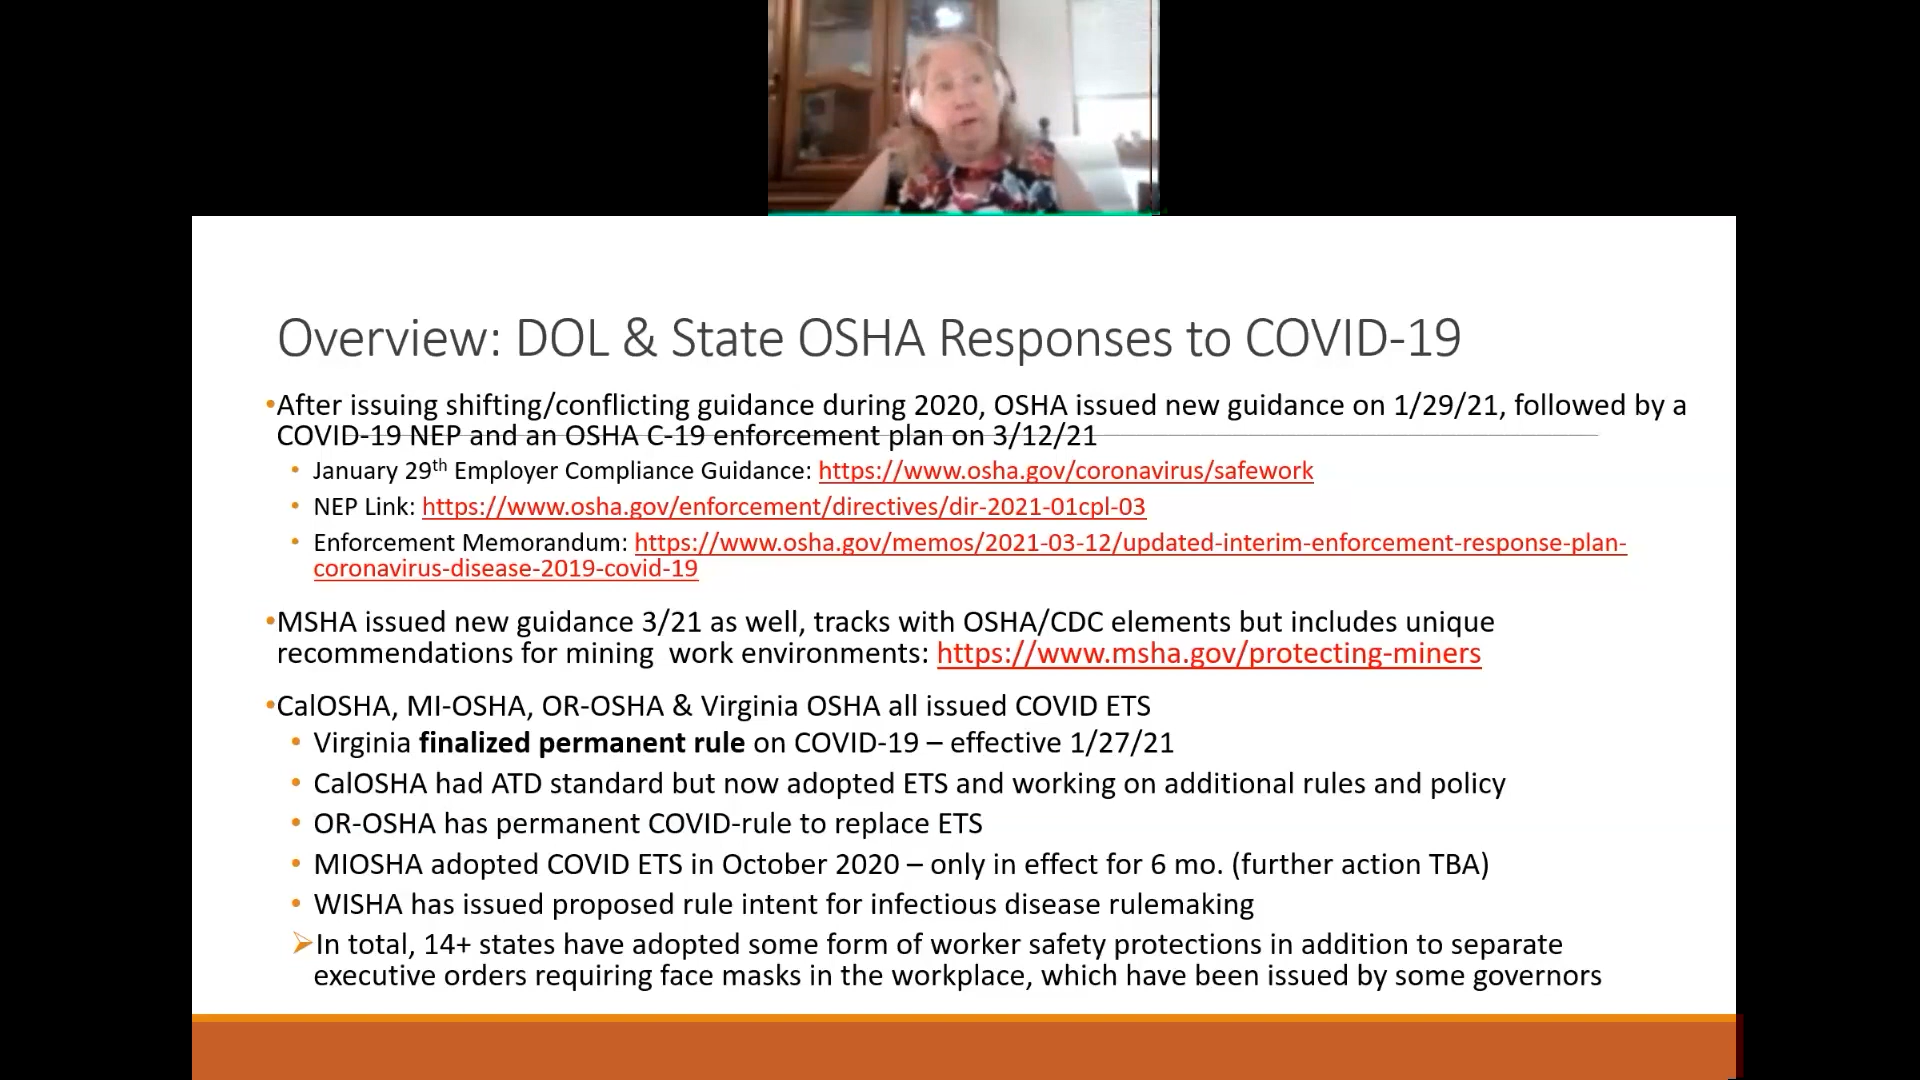 Overview: DOL & State OSHA Responses to COVID-19
•After issuing shifting/conflicting guidance during 2020, OSHA issued new guidance on 1/29/21, followed by a
COVID-19 NEP and an OSHA C-19 enforcement plan on 3/12/21
• January 29th Employer Compliance Guidance: https://www.osha.gov/coronavirus/safework
• NEP Link: https://www.osha.gov/enforcement/directives/dir-2021-01cpl-03
• Enforcement Memorandum: https://www.osha.gov/memos/2021-03-12/updated-interim-enforcement-response-plan-
coronavirus-disease-2019-covid-19
•MSHA issued new guidance 3/21 as well, tracks with OSHA/CDC elements but includes unique
recommendations for mining  work environments: https://www.msha.gov/protecting-miners
•CalOSHA, MI-OSHA, OR-OSHA & Virginia OSHA all issued COVID ETS
• Virginia finalized permanent rule on COVID-19 – effective 1/27/21
• CalOSHA had ATD standard but now adopted ETS and working on additional rules and policy
• OR-OSHA has permanent COVID-rule to replace ETS
• MIOSHA adopted COVID ETS in October 2020 – only in effect for 6 mo. (further action TBA)
• WISHA has issued proposed rule intent for infectious disease rulemaking
➢In total, 14+ states have adopted some form of worker safety protections in addition to separate
executive orders requiring face masks in the workplace, which have been issued by some governors